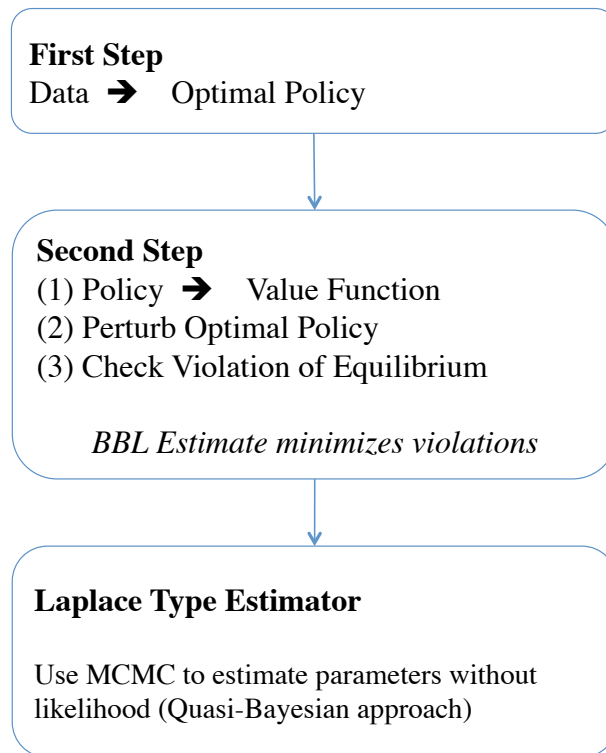 First Step
Data ➔ Optimal Policy
Second Step
(1) Policy ➔ Value Function
(2) Perturb Optimal Policy
(3) Check Violation of Equilibrium
BBL Estimate minimizes violations
Laplace Type Estimator
Use MCMC to estimate parameters without
likelihood (Quasi-Bayesian approach)